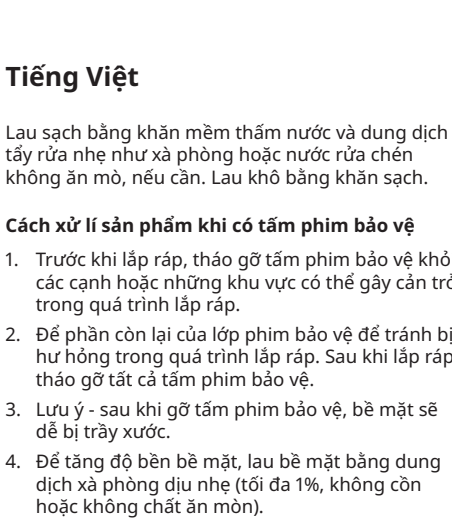 Tiếng Việt
Lau sạch bằng khăn mềm thấm nước và dung dịch
tẩy rửa nhẹ như xà phòng hoặc nước rửa chén
không ăn mò, nếu cần. Lau khô bằng khăn sạch.
Cách xử lí sản phẩm khi có tấm phim bảo vệ
1. Trước khi lắp ráp, tháo gỡ tấm phim bảo vệ khỏ
các cạnh hoặc những khu vực có thể gây cản trở
trong quá trình lắp ráp.
2. Để phần còn lại của lớp phim bảo vệ để tránh bị
hư hỏng trong quá trình lắp ráp. Sau khi lắp ráp
tháo gỡ tất cả tấm phim bảo vệ.
3. Lưu ý - sau khi gỡ tấm phim bảo vệ, bề mặt sẽ
dễ bị trầy xước.
4. Để tăng độ bền bề mặt, lau bề mặt bằng dung
dịch xà phòng dịu nhẹ (tối đa 1%, không cồn
hoặc không chất ăn mòn).